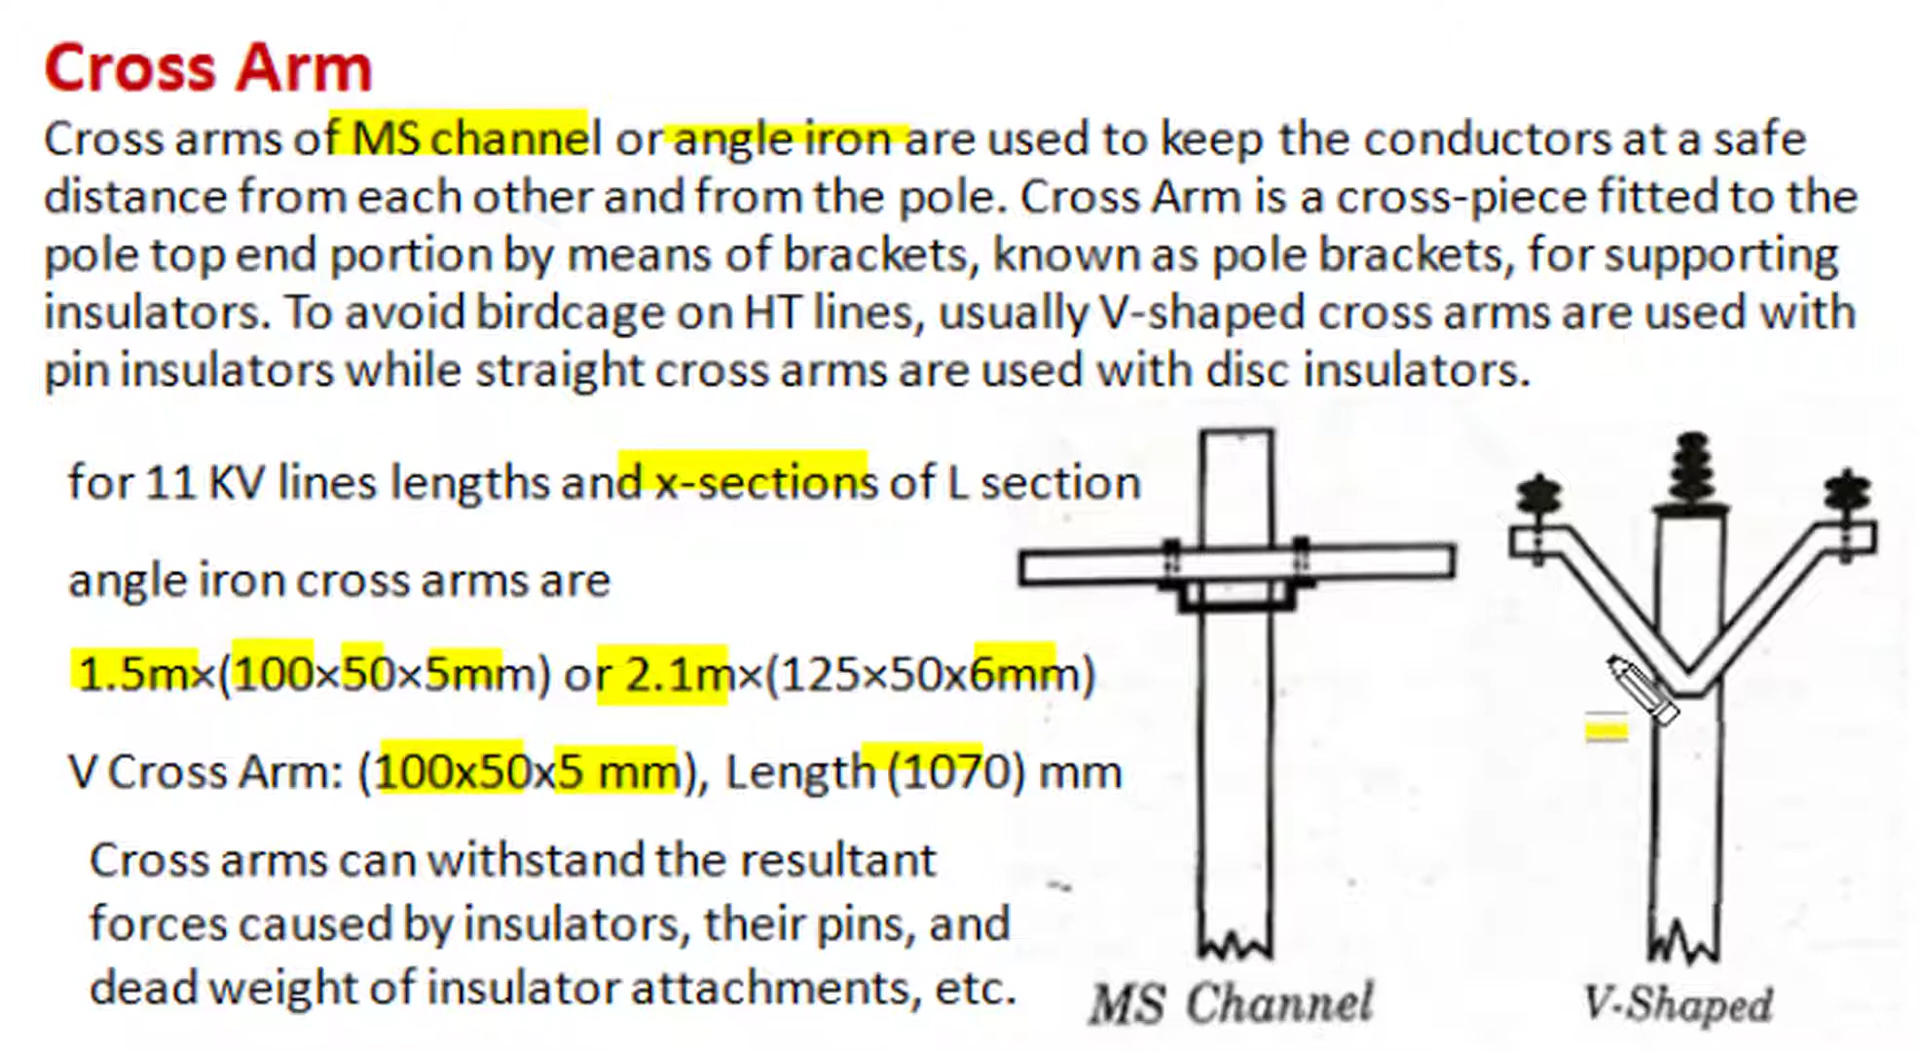 Cross Arm
Cross arms of MS channel or angle iron are used to keep the conductors at a safe
distance from each other and from the pole. Cross Arm is a cross-piece fitted to the
pole top end portion by means of brackets, known as pole brackets, for supporting
insulators. To avoid birdcage on HT lines, usually V-shaped cross arms are used with
pin insulators while straight cross arms are used with disc insulators.
for 11 KV lines lengths and x-sections of L section
angle iron cross arms are
1.5m×(100×50×5mm) or 2.1m×(125×50x6mm)
V Cross Arm: (100x50x5 mm), Length (1070) mm
Cross arms can withstand the resultant
forces caused by insulators, their pins, and
dead weight of insulator attachments, etc.
MS Channel
V-Shaped